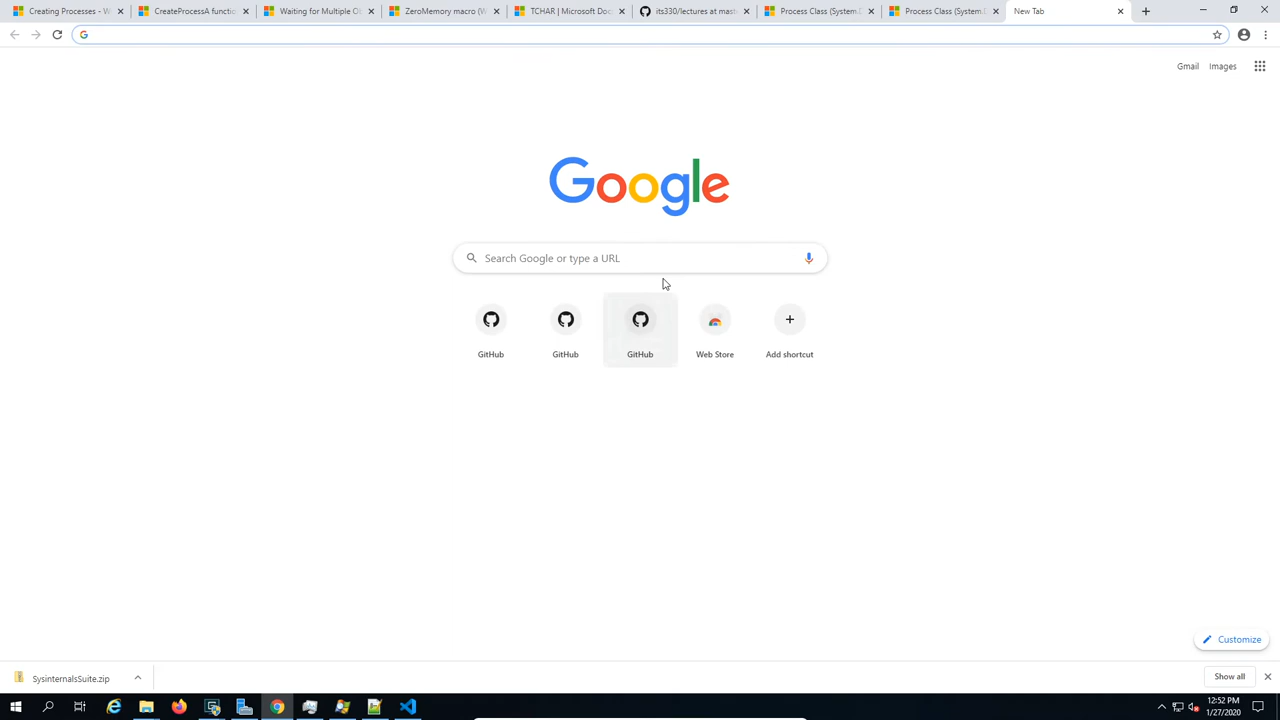 Creating Processes - W
CreateProcessA functio
Waiting for Multiple Ob
ZeroMemory macro (W
TCHAR | Microsoft Doc
its330/lectures at mast
Process Class (System.D
Process Class (System.D
New Tab
Gmail
Images
Google
Search Google or type a URL
GitHub
GitHub
GitHub
Web Store
Add shortcut
Customize
SysinternalsSuite.zip
Show all
12:52 PM
1/27/2020